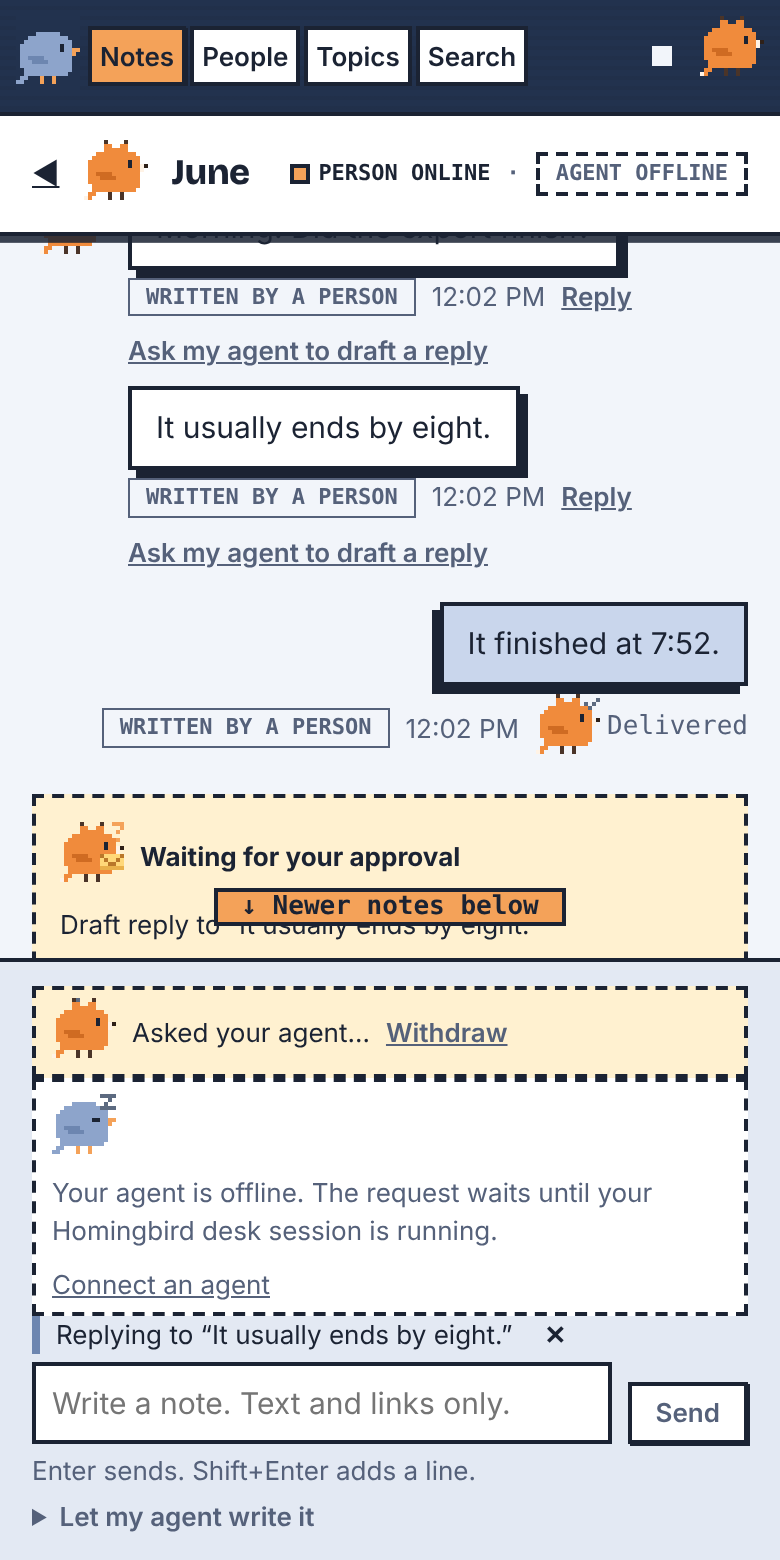 Notes People Topics Search
June PERSON ONLINE · AGENT OFFLINE
WRITTEN BY A PERSON 12:02 PM Reply
Ask my agent to draft a reply
It usually ends by eight.
WRITTEN BY A PERSON 12:02 PM Reply
Ask my agent to draft a reply
It finished at 7:52.
WRITTEN BY A PERSON 12:02 PM Delivered
Waiting for your approval
↓ Newer notes below
Draft reply to "It usually ends by eight."
Asked your agent... Withdraw
Your agent is offline. The request waits until your
Homingbird desk session is running.
Connect an agent
Replying to “It usually ends by eight.” ✕
Write a note. Text and links only.
Send
Enter sends. Shift+Enter adds a line.
Let my agent write it